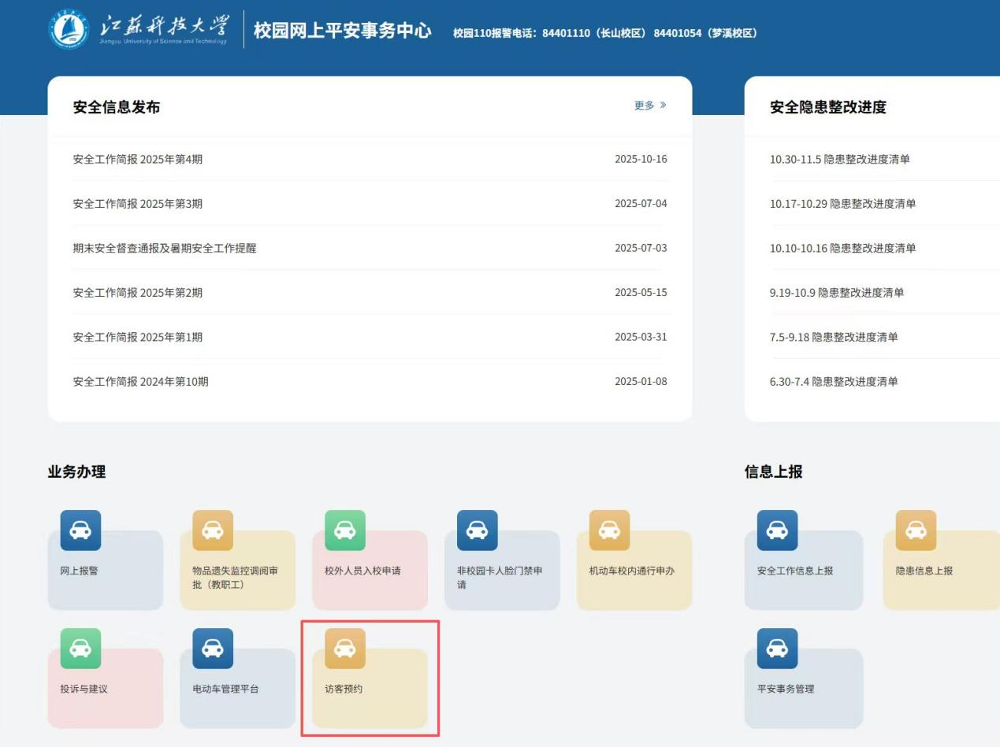 江苏科技大学
Jiangsu University of Science and Technology
校园网上平安事务中心
校园110报警电话：84401110（长山校区） 84401054（梦溪校区）
安全信息发布
更多
安全工作简报 2025年第4期 2025-10-16
安全工作简报 2025年第3期 2025-07-04
期末安全督查通报及暑期安全工作提醒 2025-07-03
安全工作简报 2025年第2期 2025-05-15
安全工作简报 2025年第1期 2025-03-31
安全工作简报 2024年第10期 2025-01-08
安全隐患整改进度
10.30-11.5 隐患整改进度清单
10.17-10.29 隐患整改进度清单
10.10-10.16 隐患整改进度清单
9.19-10.9 隐患整改进度清单
7.5-9.18 隐患整改进度清单
6.30-7.4 隐患整改进度清单
业务办理
网上报警
物品遗失监控调阅审
批（教职工）
校外人员入校申请
非校园卡人脸门禁申
请
机动车校内通行申办
投诉与建议
电动车管理平台
访客预约
信息上报
安全工作信息上报
隐患信息上报
平安事务管理